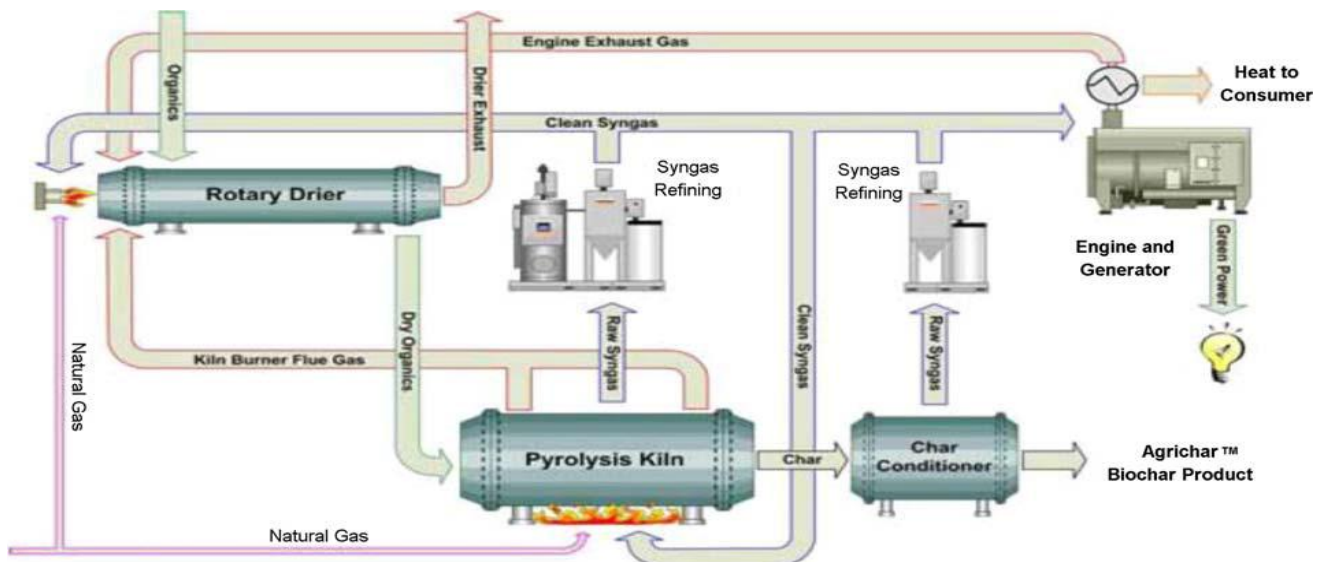 Engine Exhaust Gas
Organics
Drier Exhaust
Heat to
Consumer
Clean Syngas
Syngas
Refining
Syngas
Refining
Rotary Drier
Engine and
Generator
Green Power
Dry Organics
Raw Syngas
Clean Syngas
Raw Syngas
Kiln Burner Flue Gas
Natural Gas
Pyrolysis Kiln
Char
Char
Conditioner
Agrichar™
Biochar Product
Natural Gas